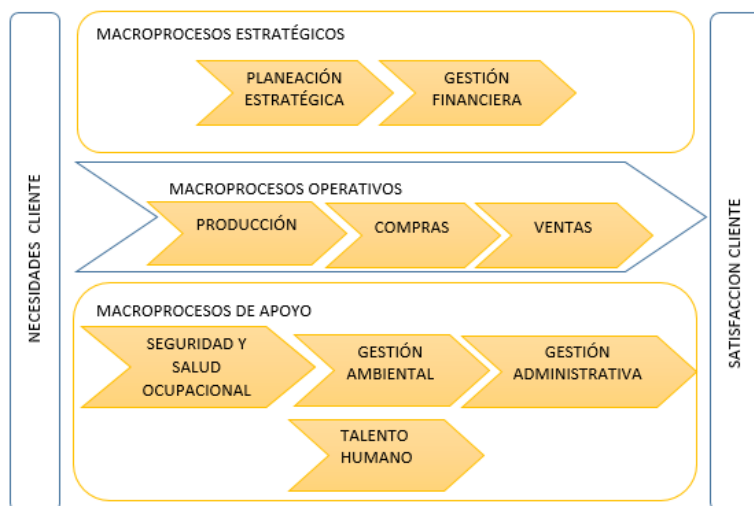 NECESIDADES CLIENTE
MACROPROCESOS ESTRATÉGICOS
PLANEACIÓN
ESTRATÉGICA
GESTIÓN
FINANCIERA
MACROPROCESOS OPERATIVOS
PRODUCCIÓN
COMPRAS
VENTAS
MACROPROCESOS DE APOYO
SEGURIDAD Y
SALUD
OCUPACIONAL
GESTIÓN
AMBIENTAL
GESTIÓN
ADMINISTRATIVA
TALENTO
HUMANO
SATISFACCION CLIENTE